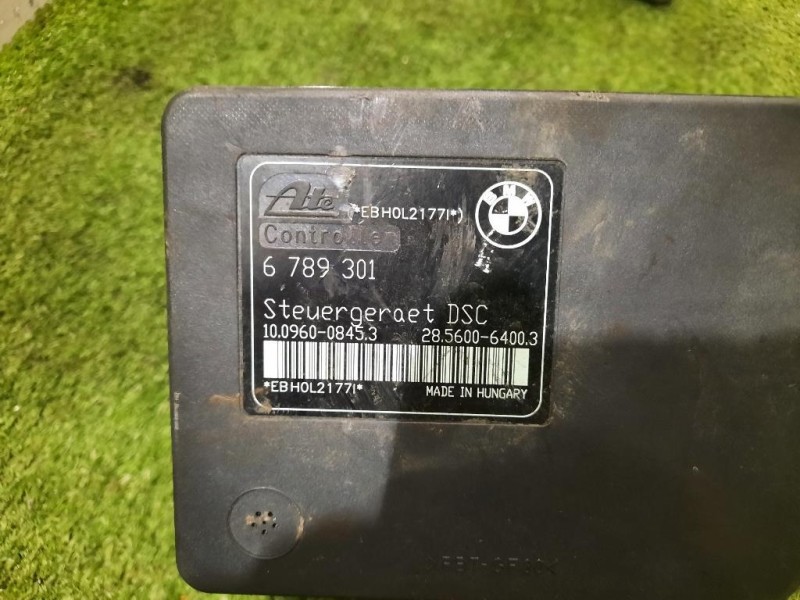 Ate (*EBH0L2177I*) BMW
Controller
6 789 301
Steuergeraet DSC
10.0960-0845.3 28.5600-6400.3
*EBH0L2177I* MADE IN HUNGARY